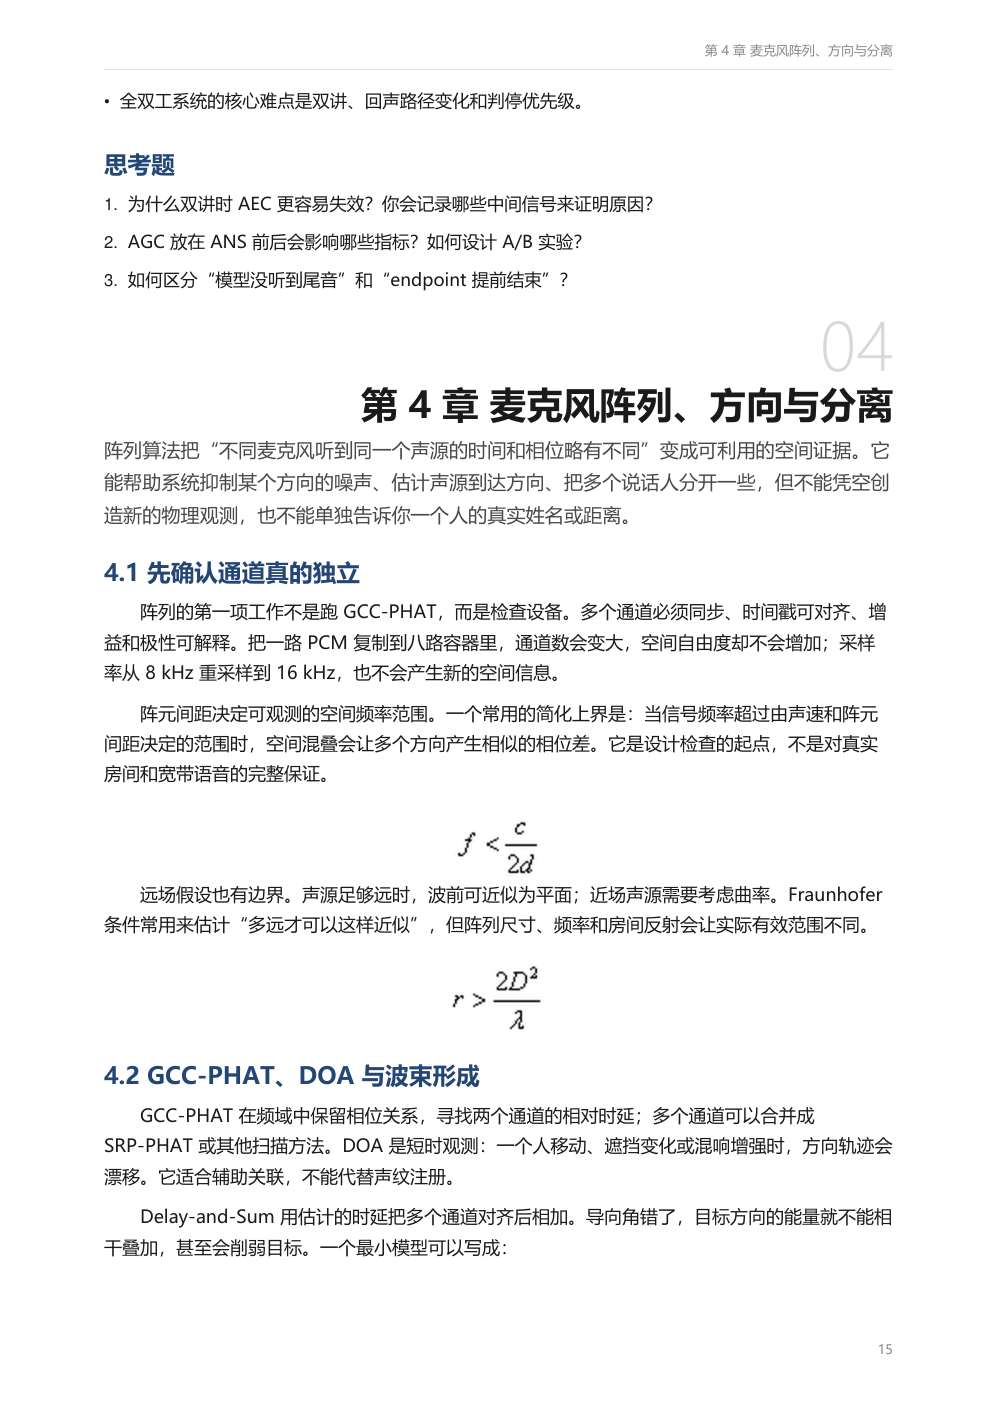 第 4 章 麦克风阵列、方向与分离
• 全双工系统的核心难点是双讲、回声路径变化和判停优先级。
思考题
1. 为什么双讲时 AEC 更容易失效？你会记录哪些中间信号来证明原因？
2. AGC 放在 ANS 前后会影响哪些指标？如何设计 A/B 实验？
3. 如何区分“模型没听到尾音”和“endpoint 提前结束”？
04
第 4 章 麦克风阵列、方向与分离
阵列算法把“不同麦克风听到同一个声源的时间和相位略有不同”变成可利用的空间证据。它
能帮助系统抑制某个方向的噪声、估计声源到达方向、把多个说话人分开一些，但不能凭空创
造新的物理观测，也不能单独告诉你一个人的真实姓名或距离。
4.1 先确认通道真的独立
阵列的第一项工作不是跑 GCC-PHAT，而是检查设备。多个通道必须同步、时间戳可对齐、增
益和极性可解释。把一路 PCM 复制到八路容器里，通道数会变大，空间自由度却不会增加；采样
率从 8 kHz 重采样到 16 kHz，也不会产生新的空间信息。
阵元间距决定可观测的空间频率范围。一个常用的简化上界是：当信号频率超过由声速和阵元
间距决定的范围时，空间混叠会让多个方向产生相似的相位差。它是设计检查的起点，不是对真实
房间和宽带语音的完整保证。
f < c/2d
远场假设也有边界。声源足够远时，波前可近似为平面；近场声源需要考虑曲率。Fraunhofer
条件常用来估计“多远才可以这样近似”，但阵列尺寸、频率和房间反射会让实际有效范围不同。
r > 2D²/λ
4.2 GCC-PHAT、DOA 与波束形成
GCC-PHAT 在频域中保留相位关系，寻找两个通道的相对时延；多个通道可以合并成
SRP-PHAT 或其他扫描方法。DOA 是短时观测：一个人移动、遮挡变化或混响增强时，方向轨迹会
漂移。它适合辅助关联，不能代替声纹注册。
Delay-and-Sum 用估计的时延把多个通道对齐后相加。导向角错了，目标方向的能量就不能相
干叠加，甚至会削弱目标。一个最小模型可以写成：
15